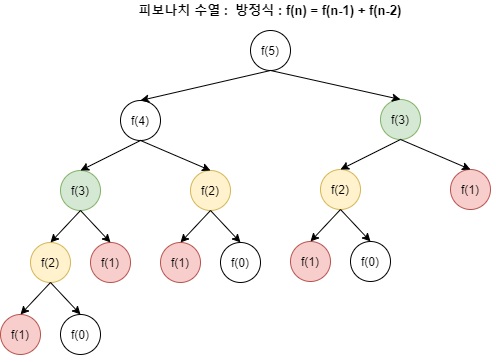 피보나치 수열 : 방정식 : f(n) = f(n-1) + f(n-2)
f(5)
f(4)
f(3)
f(3)
f(2)
f(2)
f(1)
f(2)
f(1)
f(1)
f(0)
f(1)
f(0)
f(1)
f(0)